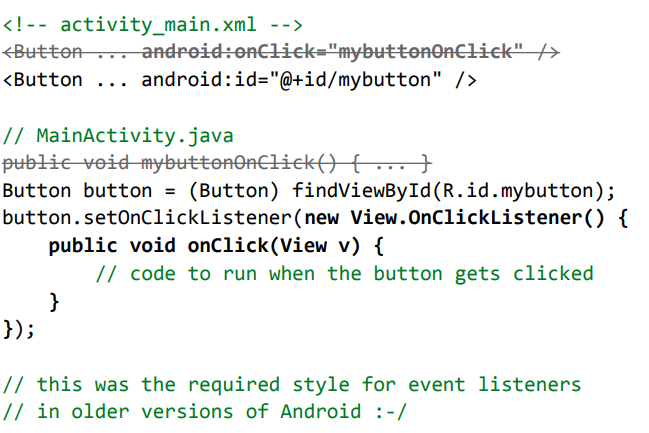 <!-- activity_main.xml -->
<Button ... android:onClick="mybuttonOnClick" />
<Button ... android:id="@+id/mybutton" />

// MainActivity.java
public void mybuttonOnClick() { ... }
Button button = (Button) findViewById(R.id.mybutton);
button.setOnClickListener(new View.OnClickListener() {
    public void onClick(View v) {
        // code to run when the button gets clicked
    }
});

// this was the required style for event listeners
// in older versions of Android :-/